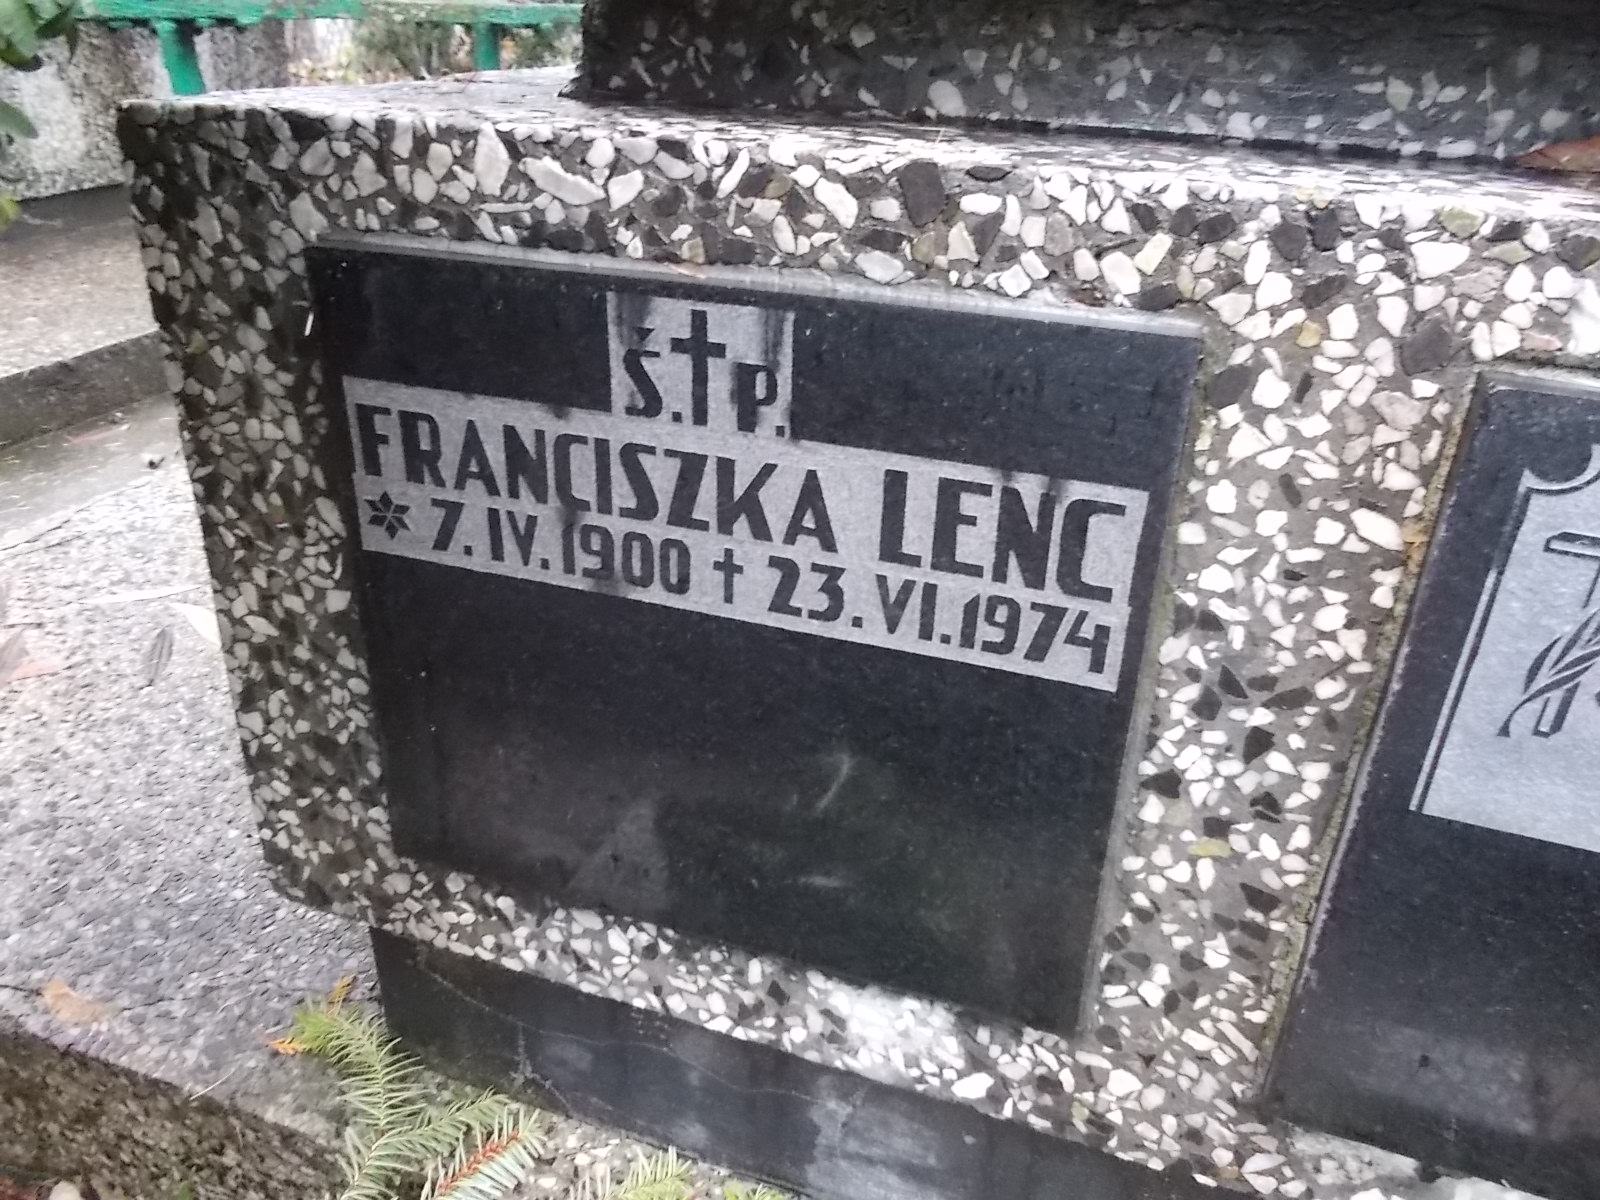 Ś.†P.
FRANCISZKA LENC
* 7.IV.1900 † 23.VI.1974